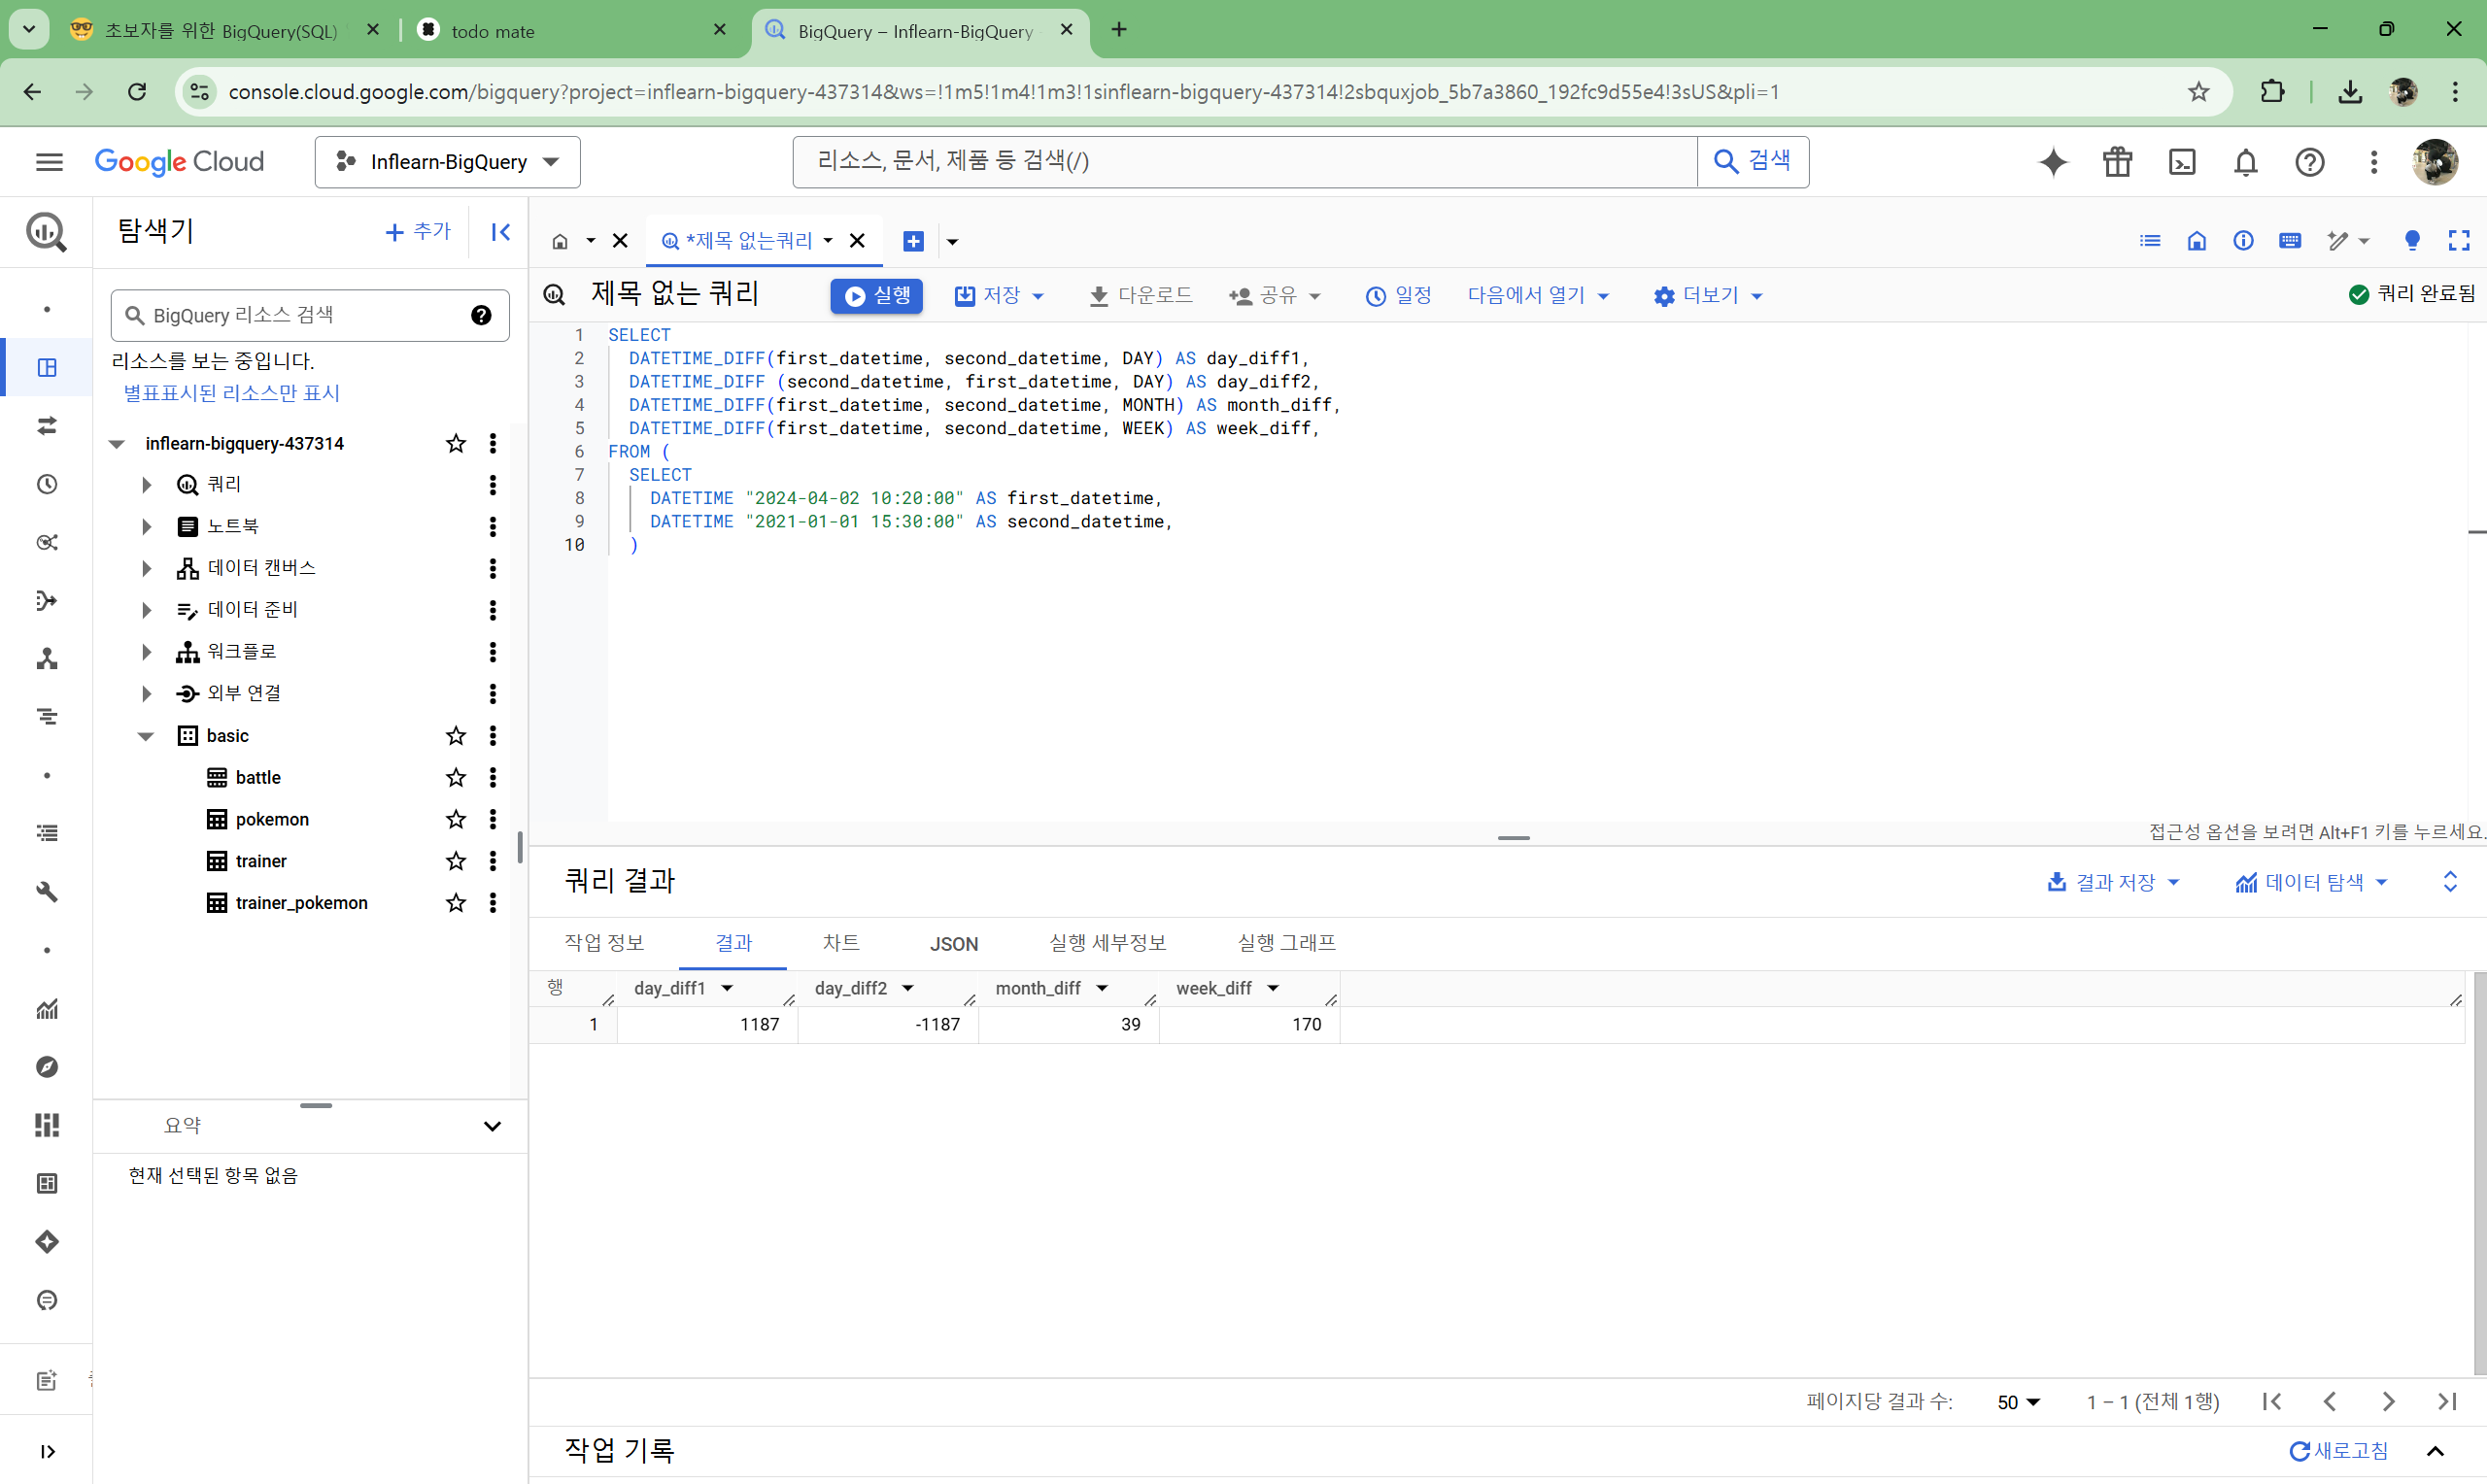 초보자를 위한 BigQuery(SQL)
todo mate
BigQuery – Inflearn-BigQuery
console.cloud.google.com/bigquery?project=inflearn-bigquery-437314&ws=!1m5!1m4!1m3!1sinflearn-bigquery-437314!2sbquxjob_5b7a3860_192fc9d55e4!3sUS&pli=1
Google Cloud
Inflearn-BigQuery
리소스, 문서, 제품 등 검색(/)
검색
탐색기
추가
*제목 없는쿼리
BigQuery 리소스 검색
제목 없는 쿼리
실행
저장
다운로드
공유
일정
다음에서 열기
더보기
쿼리 완료됨
리소스를 보는 중입니다.
별표표시된 리소스만 표시
inflearn-bigquery-437314
쿼리
노트북
데이터 캔버스
데이터 준비
워크플로
외부 연결
basic
battle
pokemon
trainer
trainer_pokemon
요약
현재 선택된 항목 없음
1 SELECT
2 DATETIME_DIFF(first_datetime, second_datetime, DAY) AS day_diff1,
3 DATETIME_DIFF (second_datetime, first_datetime, DAY) AS day_diff2,
4 DATETIME_DIFF(first_datetime, second_datetime, MONTH) AS month_diff,
5 DATETIME_DIFF(first_datetime, second_datetime, WEEK) AS week_diff,
6 FROM (
7 SELECT
8 DATETIME "2024-04-02 10:20:00" AS first_datetime,
9 DATETIME "2021-01-01 15:30:00" AS second_datetime,
10 )
접근성 옵션을 보려면 Alt+F1 키를 누르세요.
쿼리 결과
결과 저장
데이터 탐색
작업 정보 결과 차트 JSON 실행 세부정보 실행 그래프
행 day_diff1 day_diff2 month_diff week_diff
1 1187 -1187 39 170
페이지당 결과 수: 50 1 – 1 (전체 1행)
작업 기록
새로고침